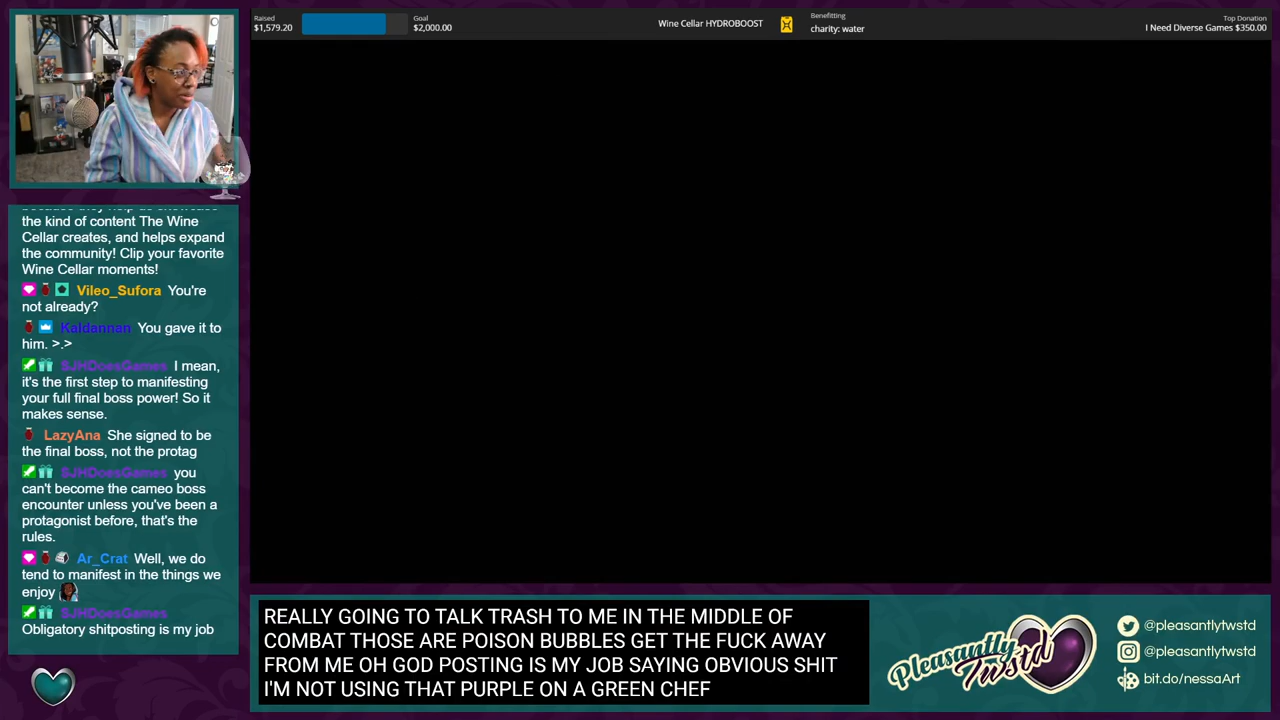 Raised
$1,579.20
Goal
$2,000.00
Wine Cellar HYDROBOOST
Benefitting
charity: water
Top Donation
I Need Diverse Games $350.00
the kind of content The Wine
Cellar creates, and helps expand
the community! Clip your favorite
Wine Cellar moments!
Vileo_Sufora You're
not already?
Kaldannan You gave it to
him. >.>
SJHDoesGames I mean,
it's the first step to manifesting
your full final boss power! So it
makes sense.
LazyAna She signed to be
the final boss, not the protag
SJHDoesGames you
can't become the cameo boss
encounter unless you've been a
protagonist before, that's the
rules.
Ar_Crat Well, we do
tend to manifest in the things we
enjoy
SJHDoesGames
Obligatory shitposting is my job
REALLY GOING TO TALK TRASH TO ME IN THE MIDDLE OF
COMBAT THOSE ARE POISON BUBBLES GET THE FUCK AWAY
FROM ME OH GOD POSTING IS MY JOB SAYING OBVIOUS SHIT
I'M NOT USING THAT PURPLE ON A GREEN CHEF
Pleasantly
Twstd
@pleasantlytwstd
@pleasantlytwstd
bit.do/nessaArt